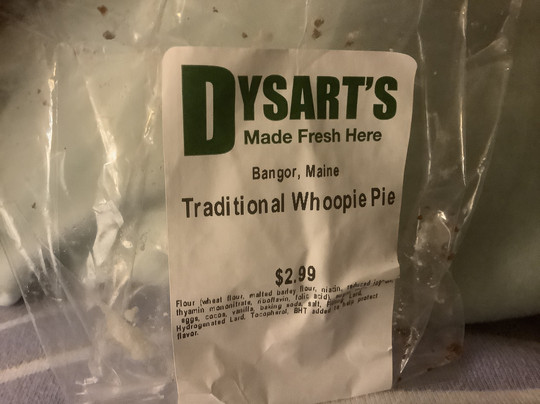 DYSART'S
Made Fresh Here
Bangor, Maine
Traditional Whoopie Pie
$2.99
Flour (wheat flour, malted barley flour, niacin, reduced
thyamin mononitrate, riboflavin, folic acid)
eggs, cocoa, vanilla, baking soda, salt, protect
Hydrogenated Lard, Tocopherol, BHT added to help
flavor.